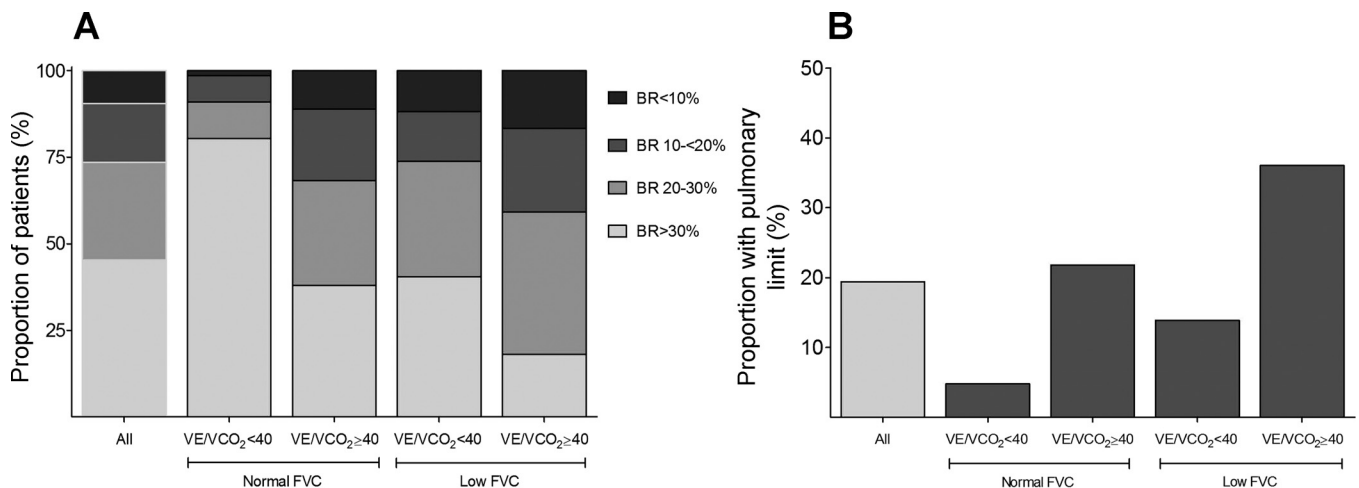 A
Proportion of patients (%)
100
75
50
25
All
VE/VCO₂<40
VE/VCO₂≥40
VE/VCO₂<40
VE/VCO₂≥40
Normal FVC
Low FVC
BR<10%
BR 10-<20%
BR 20-30%
BR>30%
B
Proportion with pulmonary
limit (%)
50
40
30
20
10
All
VE/VCO₂<40
VE/VCO₂≥40
VE/VCO₂<40
VE/VCO₂≥40
Normal FVC
Low FVC